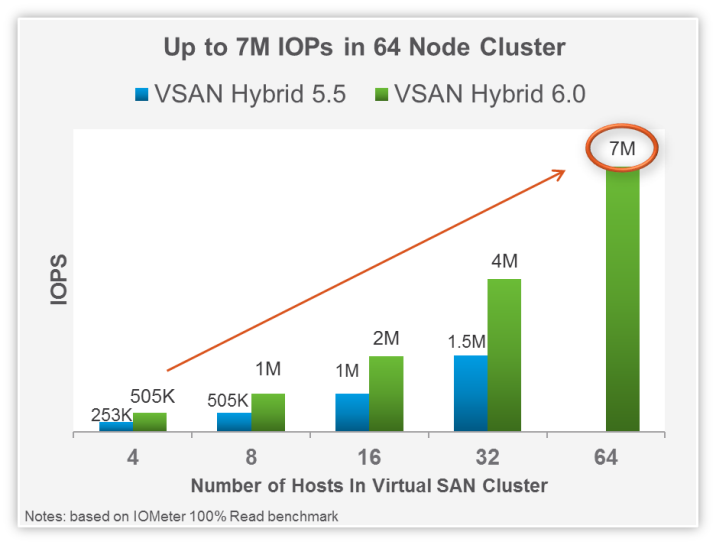 Up to 7M IOPs in 64 Node Cluster
VSAN Hybrid 5.5 VSAN Hybrid 6.0
7M
4M
1.5M
2M
1M
1M
505K
505K
253K
IOPS
4 8 16 32 64
Number of Hosts In Virtual SAN Cluster
Notes: based on IOMeter 100% Read benchmark